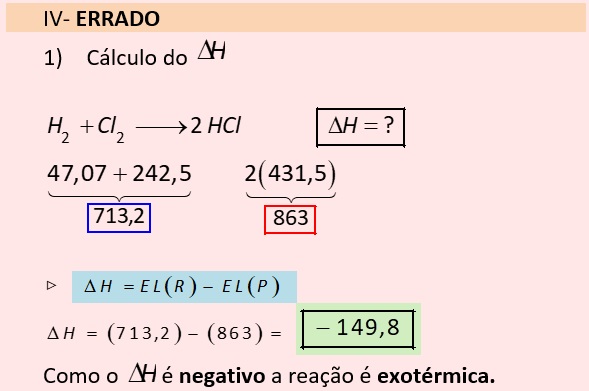 IV- ERRADO
1) Cálculo do ΔH
H₂ + Cl₂ ⟶ 2 HCl ΔH = ?
47,07 + 242,5 2(431,5)
713,2 863
▷ ΔH = EL(R) – EL(P)
ΔH = (713,2) – (863) = – 149,8
Como o ΔH é negativo a reação é exotérmica.